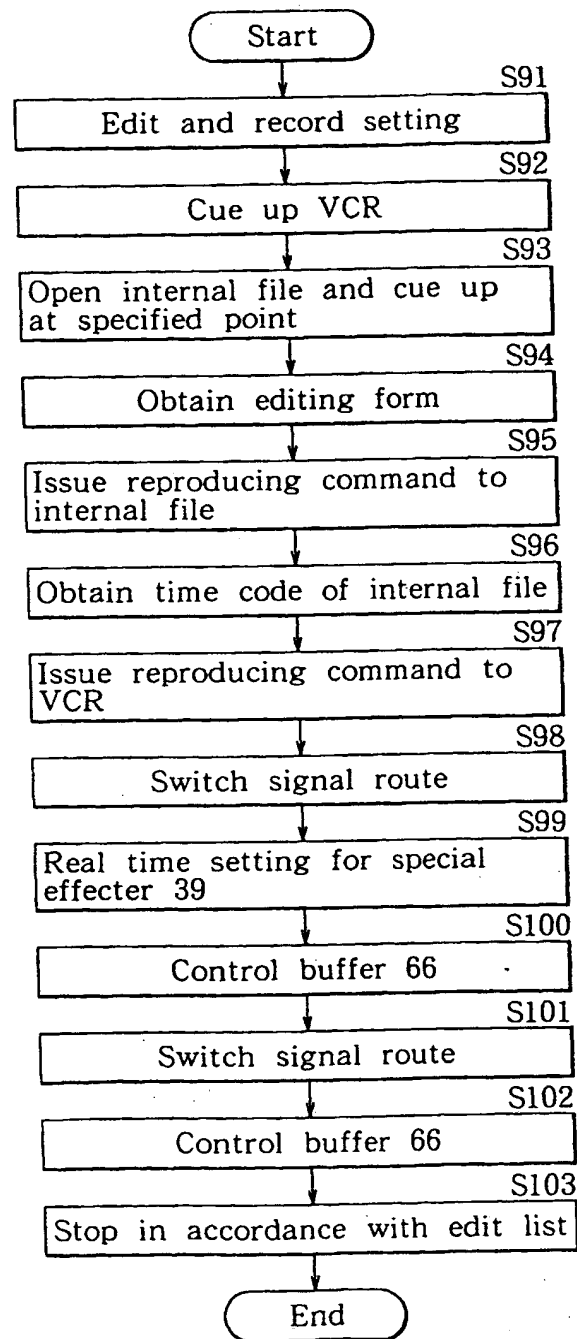 Start
S91
Edit and record setting
S92
Cue up VCR
S93
Open internal file and cue up
at specified point
S94
Obtain editing form
S95
Issue reproducing command to
internal file
S96
Obtain time code of internal file
S97
Issue reproducing command to
VCR
S98
Switch signal route
S99
Real time setting for special
effecter 39
S100
Control buffer 66
S101
Switch signal route
S102
Control buffer 66
S103
Stop in accordance with edit list
End